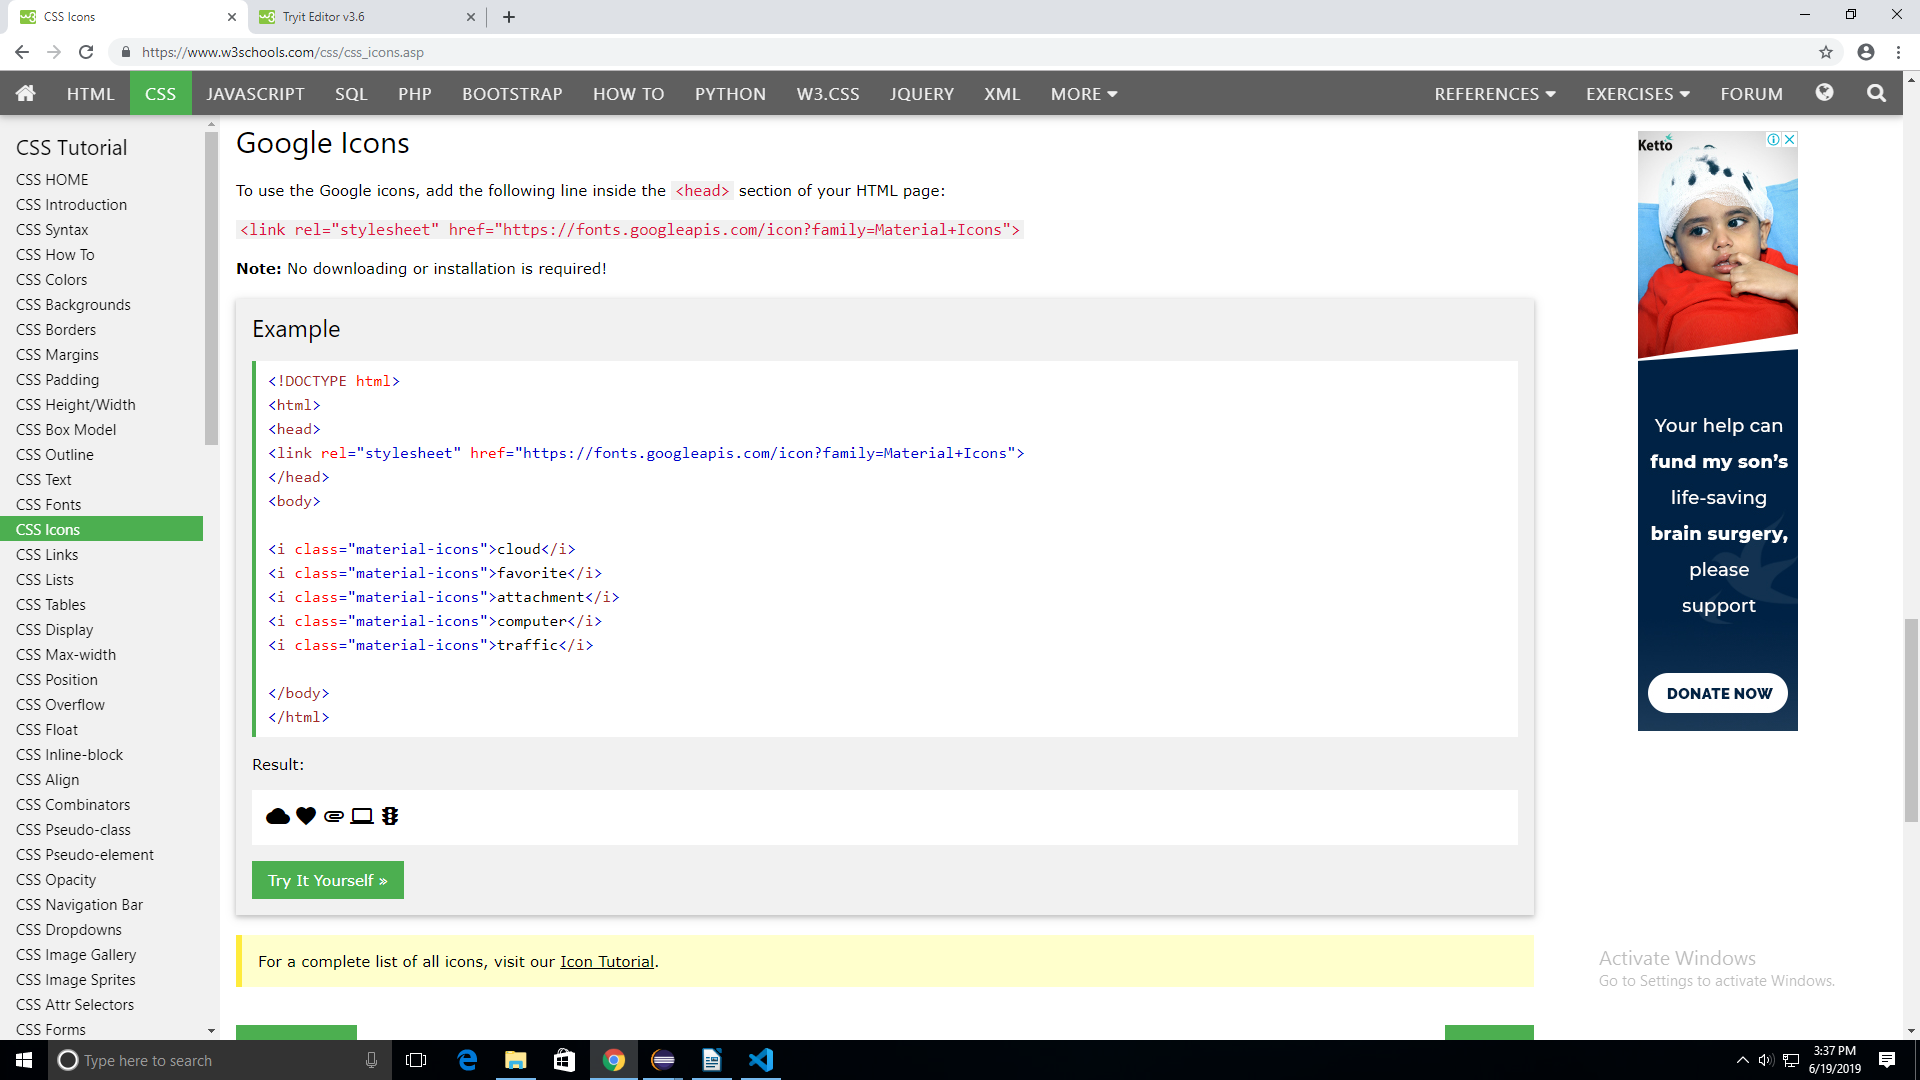 CSS Icons
Tryit Editor v3.6
https://www.w3schools.com/css/css_icons.asp
HTML CSS JAVASCRIPT SQL PHP BOOTSTRAP HOW TO PYTHON W3.CSS JQUERY XML MORE REFERENCES EXERCISES FORUM
CSS Tutorial
CSS HOME
CSS Introduction
CSS Syntax
CSS How To
CSS Colors
CSS Backgrounds
CSS Borders
CSS Margins
CSS Padding
CSS Height/Width
CSS Box Model
CSS Outline
CSS Text
CSS Fonts
CSS Icons
CSS Links
CSS Lists
CSS Tables
CSS Display
CSS Max-width
CSS Position
CSS Overflow
CSS Float
CSS Inline-block
CSS Align
CSS Combinators
CSS Pseudo-class
CSS Pseudo-element
CSS Opacity
CSS Navigation Bar
CSS Dropdowns
CSS Image Gallery
CSS Image Sprites
CSS Attr Selectors
CSS Forms
Google Icons
To use the Google icons, add the following line inside the <head> section of your HTML page:
<link rel="stylesheet" href="https://fonts.googleapis.com/icon?family=Material+Icons">
Note: No downloading or installation is required!
Example
<!DOCTYPE html>
<html>
<head>
<link rel="stylesheet" href="https://fonts.googleapis.com/icon?family=Material+Icons">
</head>
<body>
<i class="material-icons">cloud</i>
<i class="material-icons">favorite</i>
<i class="material-icons">attachment</i>
<i class="material-icons">computer</i>
<i class="material-icons">traffic</i>
</body>
</html>
Result:
Try It Yourself »
For a complete list of all icons, visit our Icon Tutorial.
Ketto
Your help can
fund my son's
life-saving
brain surgery,
please
support
DONATE NOW
Activate Windows
Go to Settings to activate Windows.
Type here to search
3:37 PM
6/19/2019